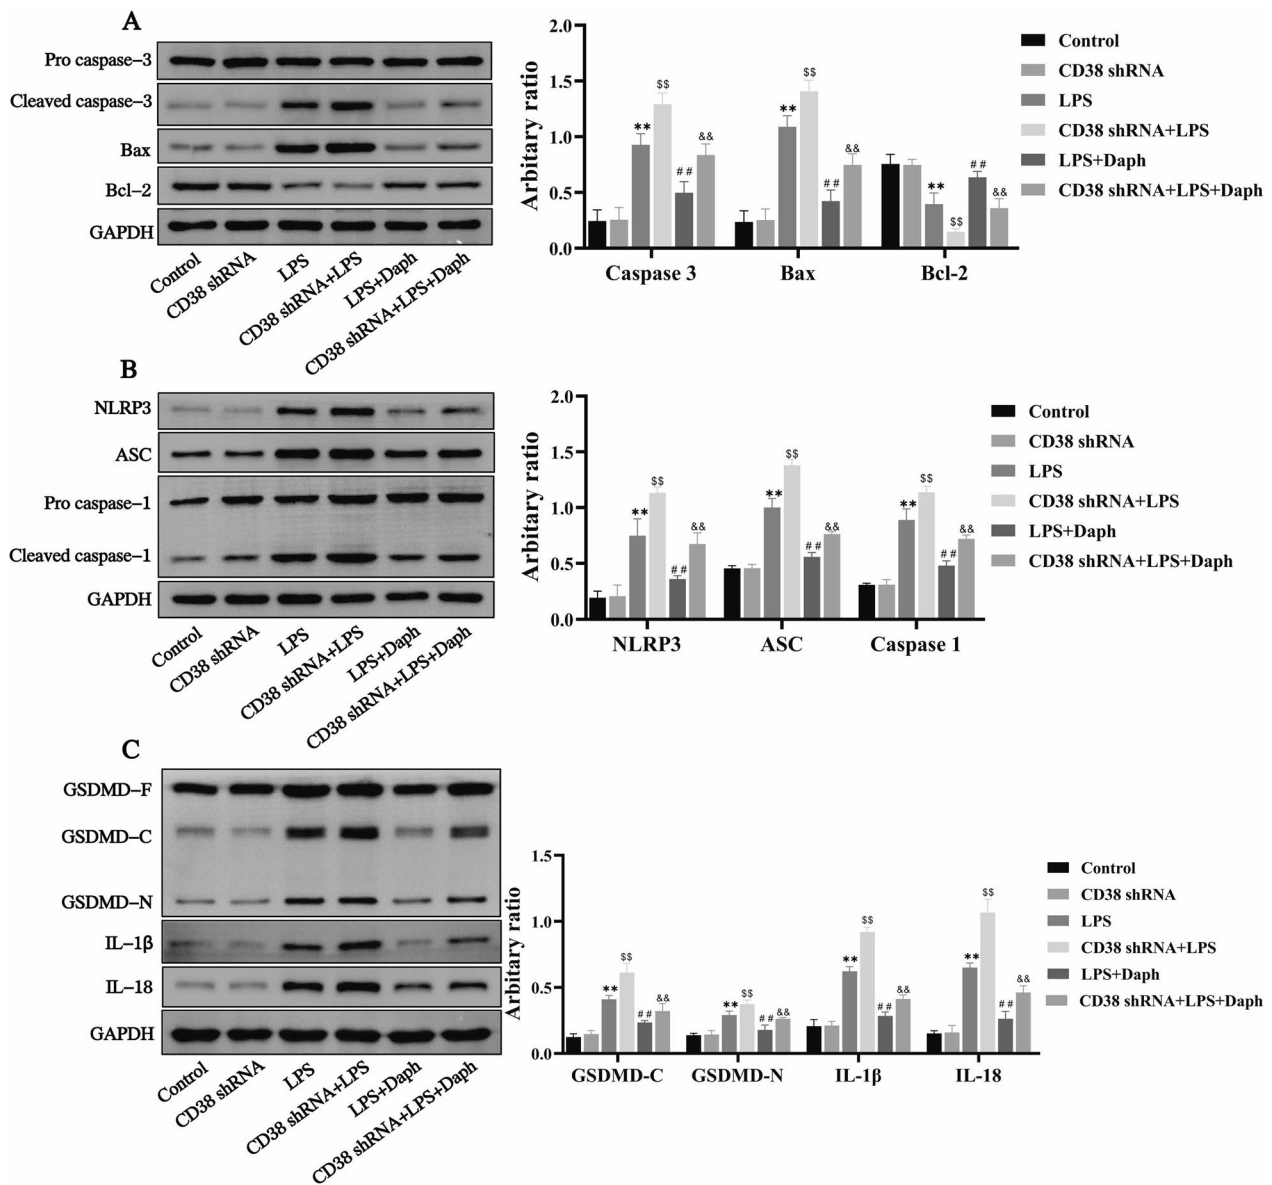 A
Pro caspase–3
Cleaved caspase–3
Bax
Bcl–2
GAPDH
Control
CD38 shRNA
LPS
CD38 shRNA+LPS
LPS+Daph
CD38 shRNA+LPS+Daph
Arbitary ratio
2.0
1.5
1.0
0.5
0.0
** $$ ## &&
** $$ ## &&
** $$ ## &&
Caspase 3
Bax
Bcl-2
Control
CD38 shRNA
LPS
CD38 shRNA+LPS
LPS+Daph
CD38 shRNA+LPS+Daph
B
NLRP3
ASC
Pro caspase–1
Cleaved caspase–1
GAPDH
Control
CD38 shRNA
LPS
CD38 shRNA+LPS
LPS+Daph
CD38 shRNA+LPS+Daph
Arbitary ratio
2.0
1.5
1.0
0.5
0.0
** $$ ## &&
** $$ ## &&
** $$ ## &&
NLRP3
ASC
Caspase 1
Control
CD38 shRNA
LPS
CD38 shRNA+LPS
LPS+Daph
CD38 shRNA+LPS+Daph
C
GSDMD–F
GSDMD–C
GSDMD–N
IL–1β
IL–18
GAPDH
Control
CD38 shRNA
LPS
CD38 shRNA+LPS
LPS+Daph
CD38 shRNA+LPS+Daph
Arbitary ratio
1.5
1.0
0.5
0.0
** $$ ## &&
** $$ ## &&
** $$ ## &&
** $$ ## &&
GSDMD-C
GSDMD-N
IL-1β
IL-18
Control
CD38 shRNA
LPS
CD38 shRNA+LPS
LPS+Daph
CD38 shRNA+LPS+Daph